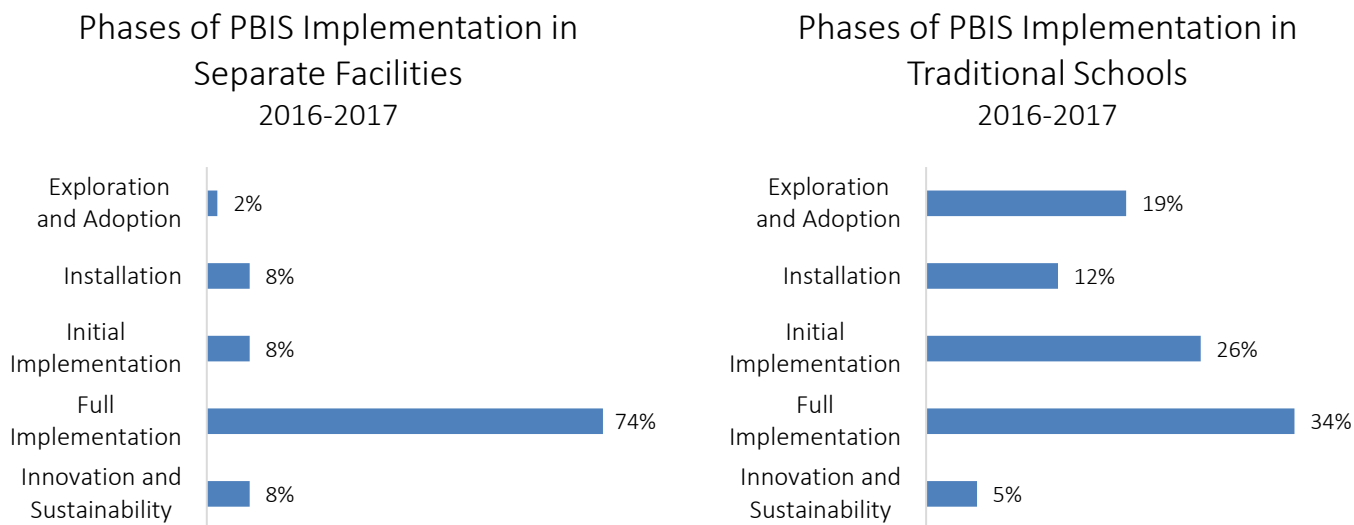 Phases of PBIS Implementation in
Separate Facilities
2016-2017
Exploration
and Adoption
2%
Installation
8%
Initial
Implementation
8%
Full
Implementation
74%
Innovation and
Sustainability
8%
Phases of PBIS Implementation in
Traditional Schools
2016-2017
Exploration
and Adoption
19%
Installation
12%
Initial
Implementation
26%
Full
Implementation
34%
Innovation and
Sustainability
5%